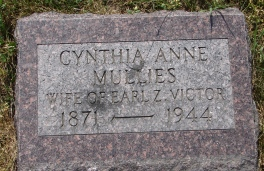 CYNTHIA ANNE
MULLIES
WIFE OF EARL Z. VICTOR
1871 — 1944